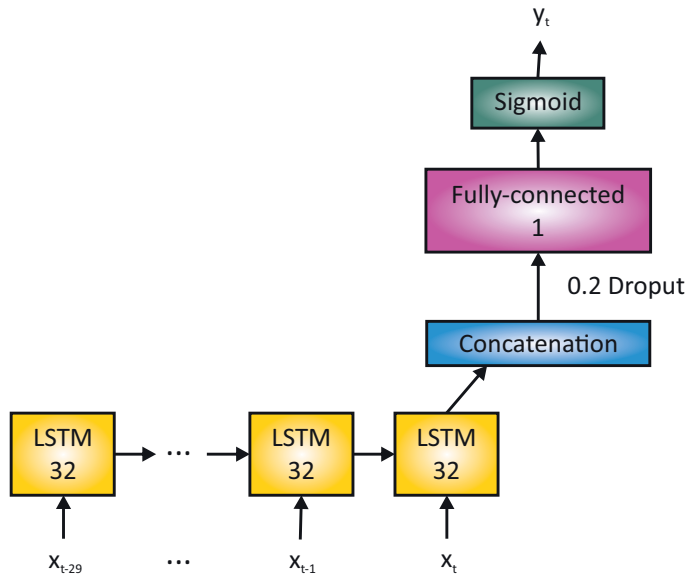 y_t
Sigmoid
Fully-connected
1
0.2 Droput
Concatenation
LSTM
32
...
LSTM
32
LSTM
32
x_t-29
...
x_t-1
x_t